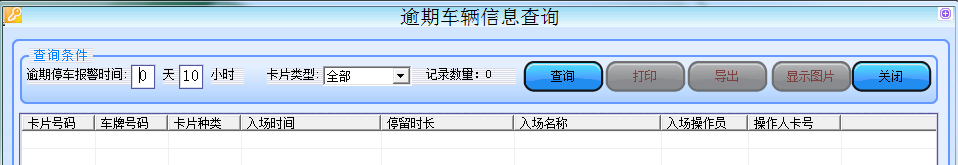 逾期车辆信息查询
查询条件
逾期停车报警时间: 0 天 10 小时 卡片类型: 全部 记录数量: 0 查询 打印 导出 显示图片 关闭
卡片号码 车牌号码 卡片种类 入场时间 停留时长 入场名称 入场操作员 操作人卡号